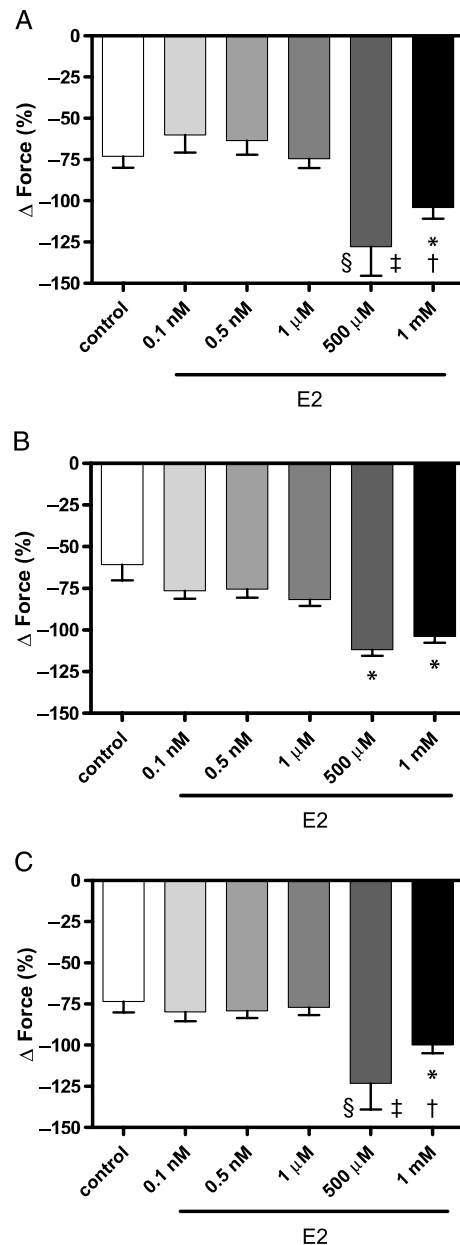 A
Δ Force (%)
0
–25
–50
–75
–100
–125
–150
§ ‡ * †
control 0.1 nM 0.5 nM 1 μM 500 μM 1 mM
E2
B
Δ Force (%)
0
–25
–50
–75
–100
–125
–150
* *
control 0.1 nM 0.5 nM 1 μM 500 μM 1 mM
E2
C
Δ Force (%)
0
–25
–50
–75
–100
–125
–150
§ ‡ * †
control 0.1 nM 0.5 nM 1 μM 500 μM 1 mM
E2